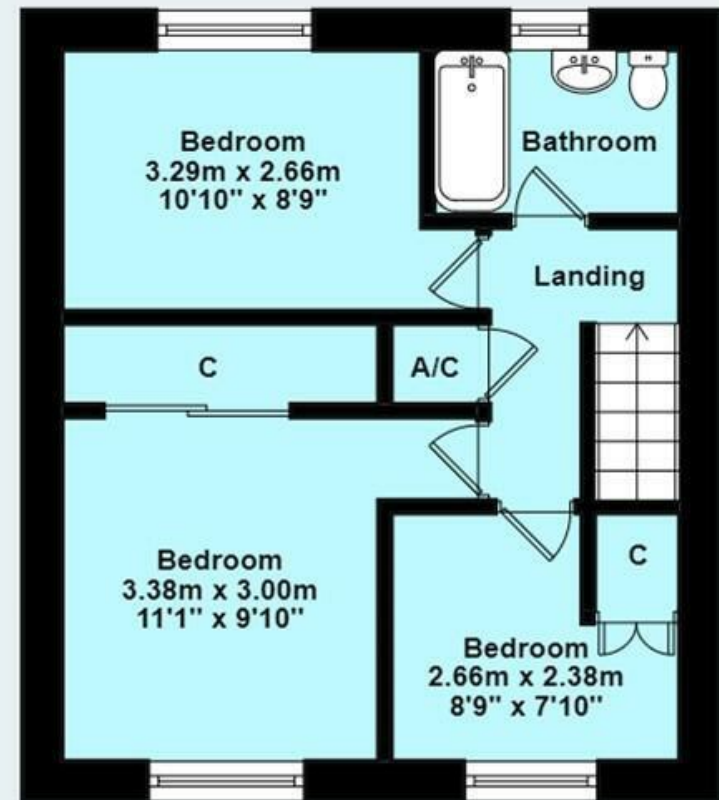 Bedroom
3.29m x 2.66m
10'10" x 8'9"
Bathroom
Landing
C
A/C
Bedroom
3.38m x 3.00m
11'1" x 9'10"
C
Bedroom
2.66m x 2.38m
8'9" x 7'10"